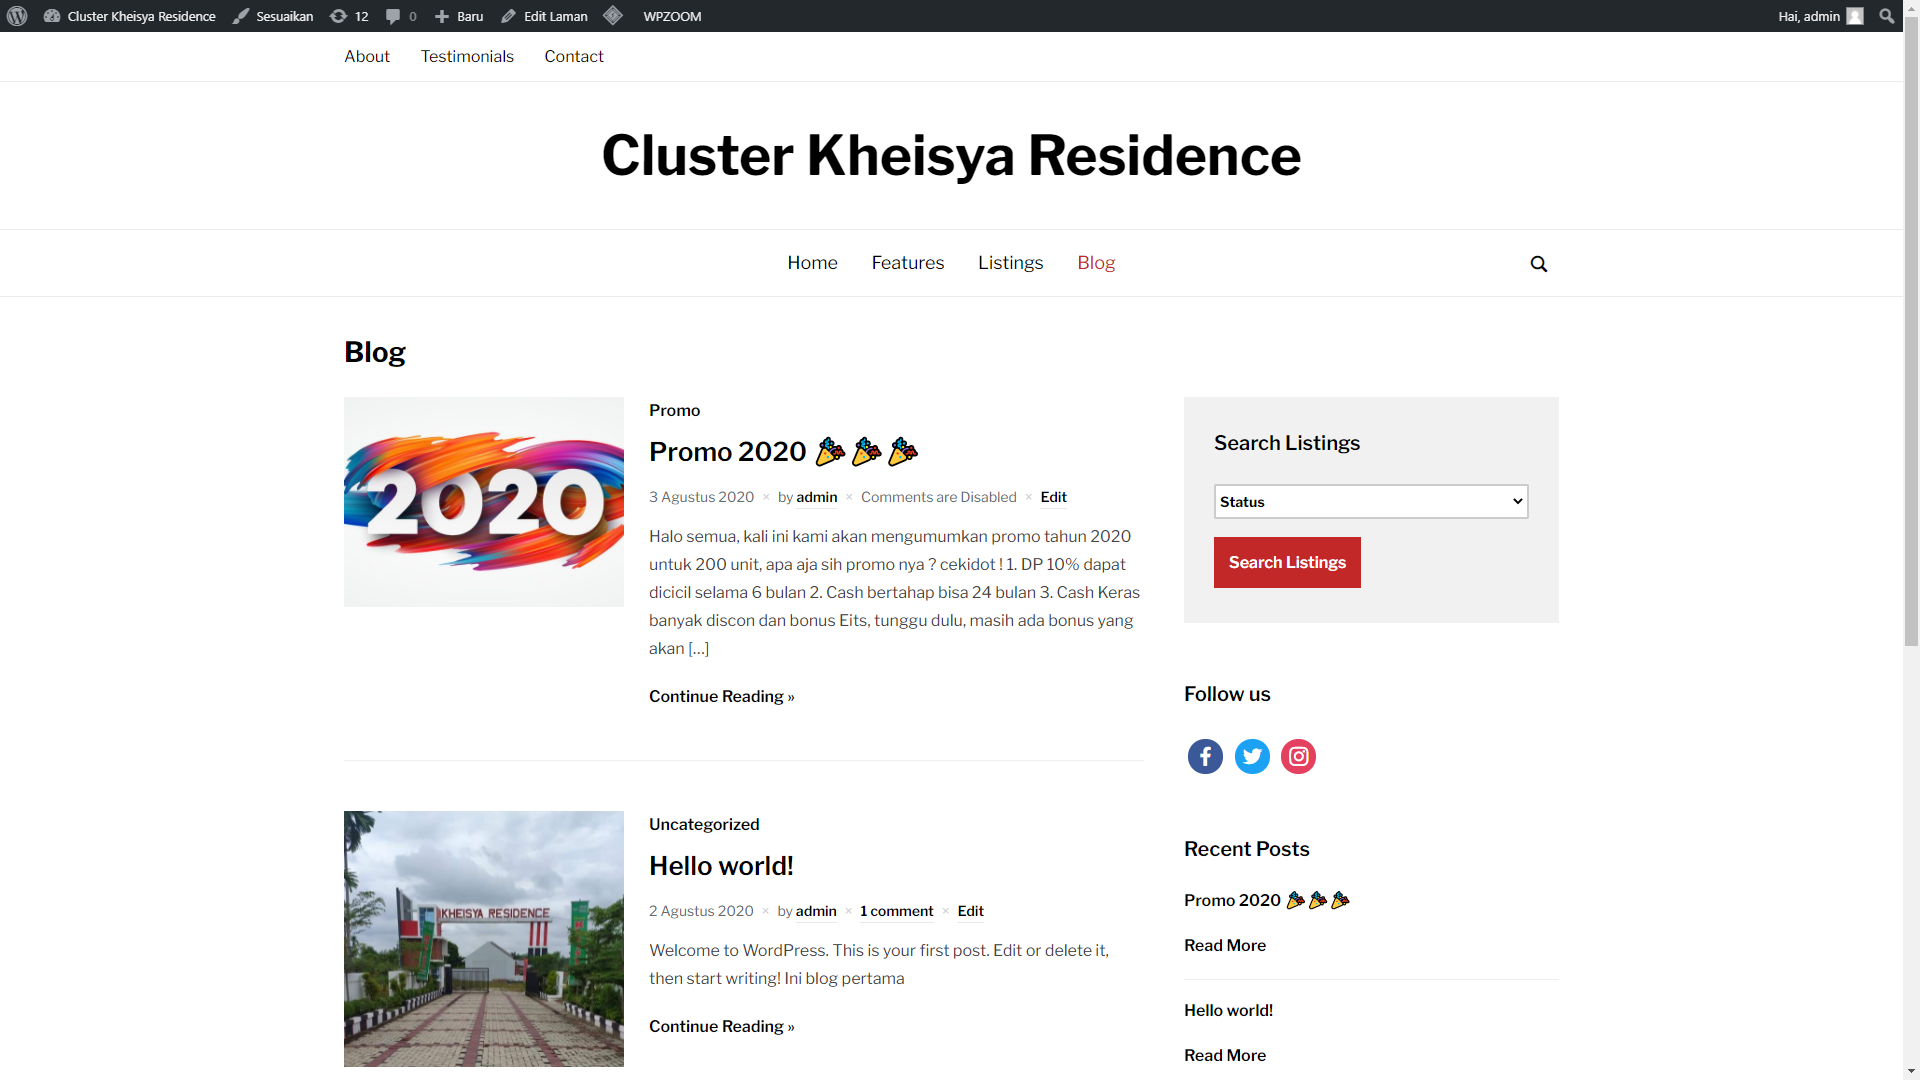 Cluster Kheisya Residence Sesuaikan 12 0 Baru Edit Laman WPZOOM Hai, admin
About Testimonials Contact
Cluster Kheisya Residence
Home Features Listings Blog
Blog
2020
Promo
Promo 2020 🎉🎉🎉
3 Agustus 2020 × by admin × Comments are Disabled × Edit
Halo semua, kali ini kami akan mengumumkan promo tahun 2020
untuk 200 unit, apa aja sih promo nya ? cekidot ! 1. DP 10% dapat
dicicil selama 6 bulan 2. Cash bertahap bisa 24 bulan 3. Cash Keras
banyak discon dan bonus Eits, tunggu dulu, masih ada bonus yang
akan […]
Continue Reading »
KHEISYA RESIDENCE
Uncategorized
Hello world!
2 Agustus 2020 × by admin × 1 comment × Edit
Welcome to WordPress. This is your first post. Edit or delete it,
then start writing! Ini blog pertama
Continue Reading »
Search Listings
Status
Search Listings
Follow us
Recent Posts
Promo 2020 🎉🎉🎉
Read More
Hello world!
Read More